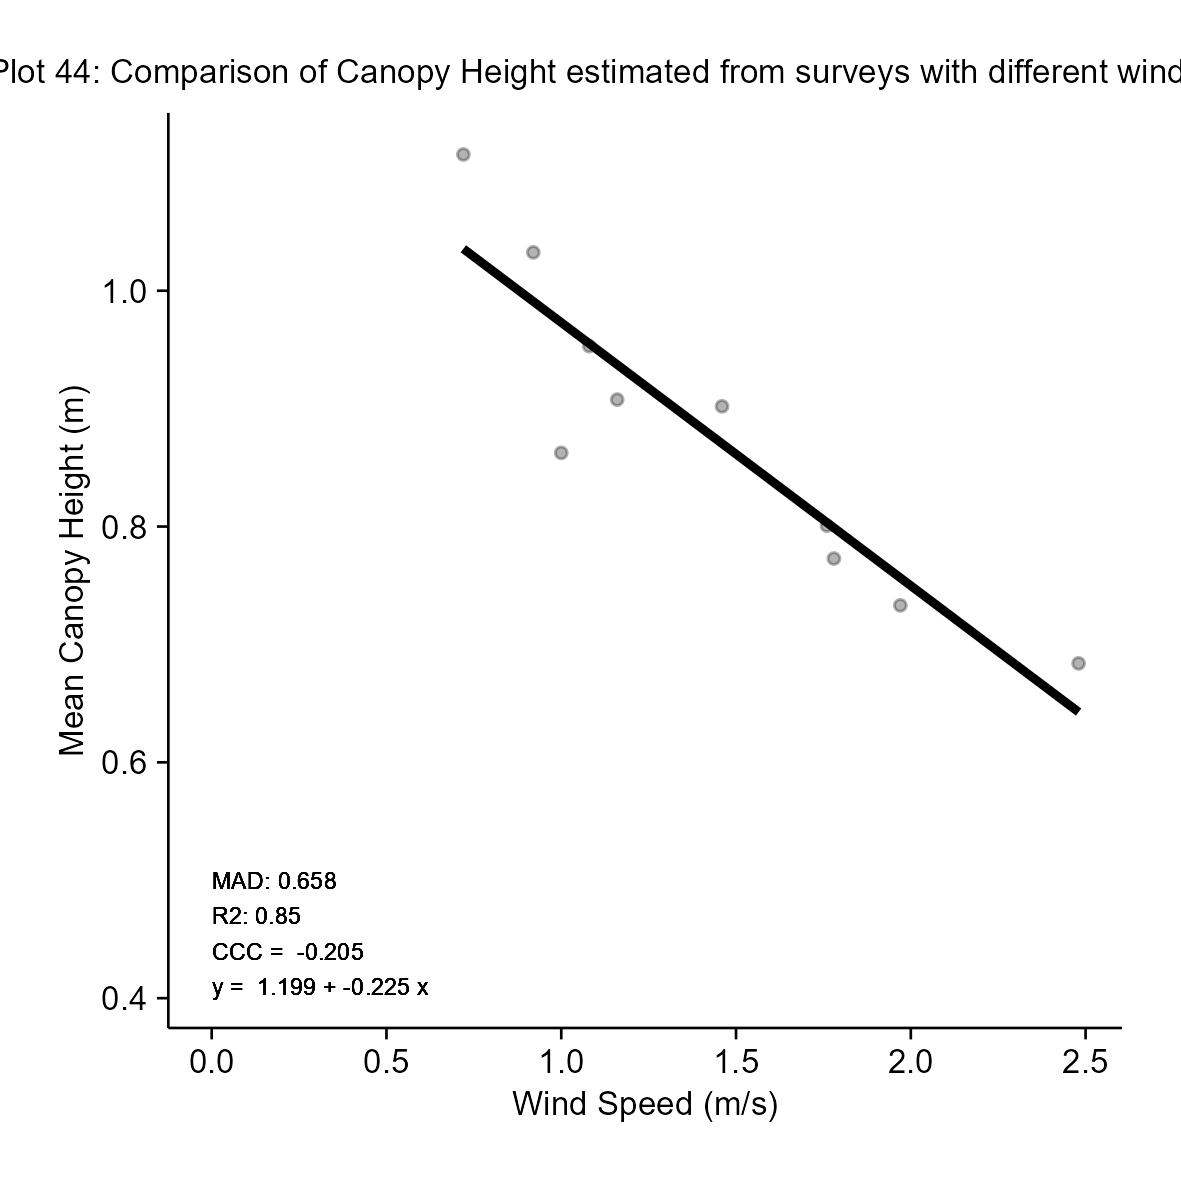 Plot 44: Comparison of Canopy Height estimated from surveys with different wind
1.0
0.8
0.6
0.4
Mean Canopy Height (m)
MAD: 0.658
R2: 0.85
CCC =  -0.205
y =  1.199 + -0.225 x
0.0 0.5 1.0 1.5 2.0 2.5
Wind Speed (m/s)